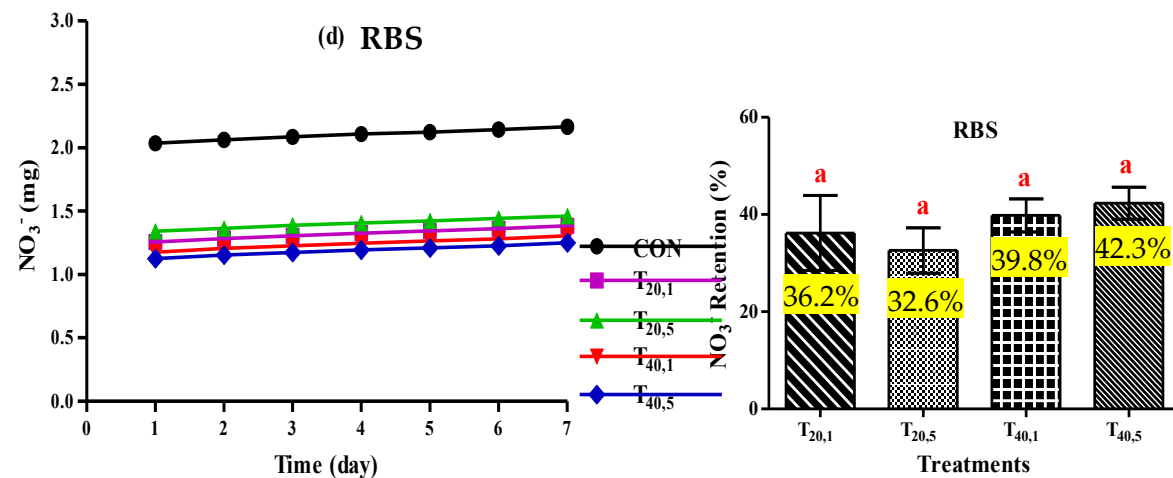 (d) RBS
3.0
2.5
2.0
1.5
1.0
0.5
0.0
NO₃⁻ (mg)
0 1 2 3 4 5 6 7
Time (day)
CON
T₂₀,₁
T₂₀,₅
T₄₀,₁
T₄₀,₅
RBS
60
40
20
0
NO₃⁻ Retention (%)
a a a a
36.2% 32.6% 39.8% 42.3%
T₂₀,₁ T₂₀,₅ T₄₀,₁ T₄₀,₅
Treatments